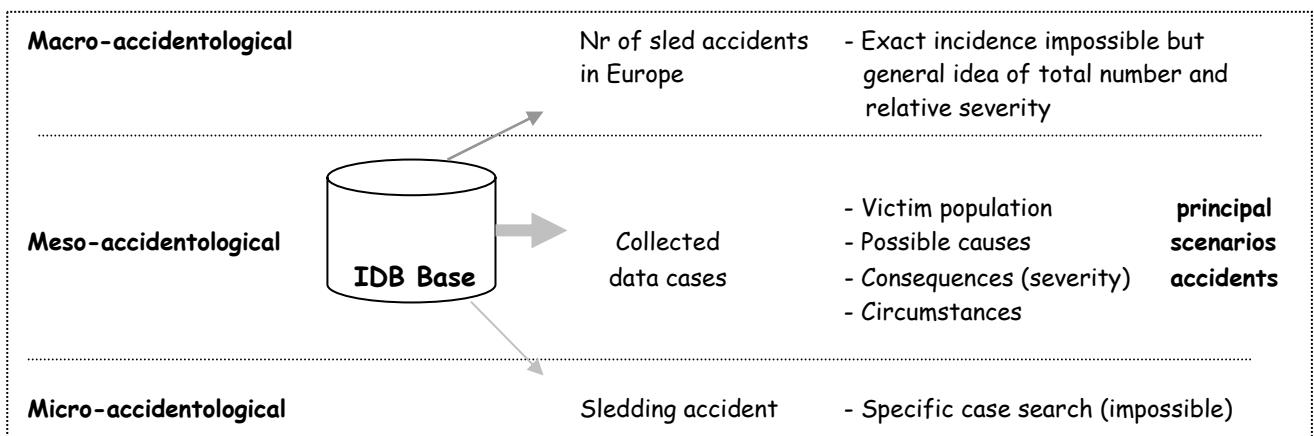 Macro-accidentological
Nr of sled accidents
in Europe
- Exact incidence impossible but
general idea of total number and
relative severity
Meso-accidentological
IDB Base
Collected
data cases
- Victim population
- Possible causes
- Consequences (severity)
- Circumstances
principal
scenarios
accidents
Micro-accidentological
Sledding accident
- Specific case search (impossible)